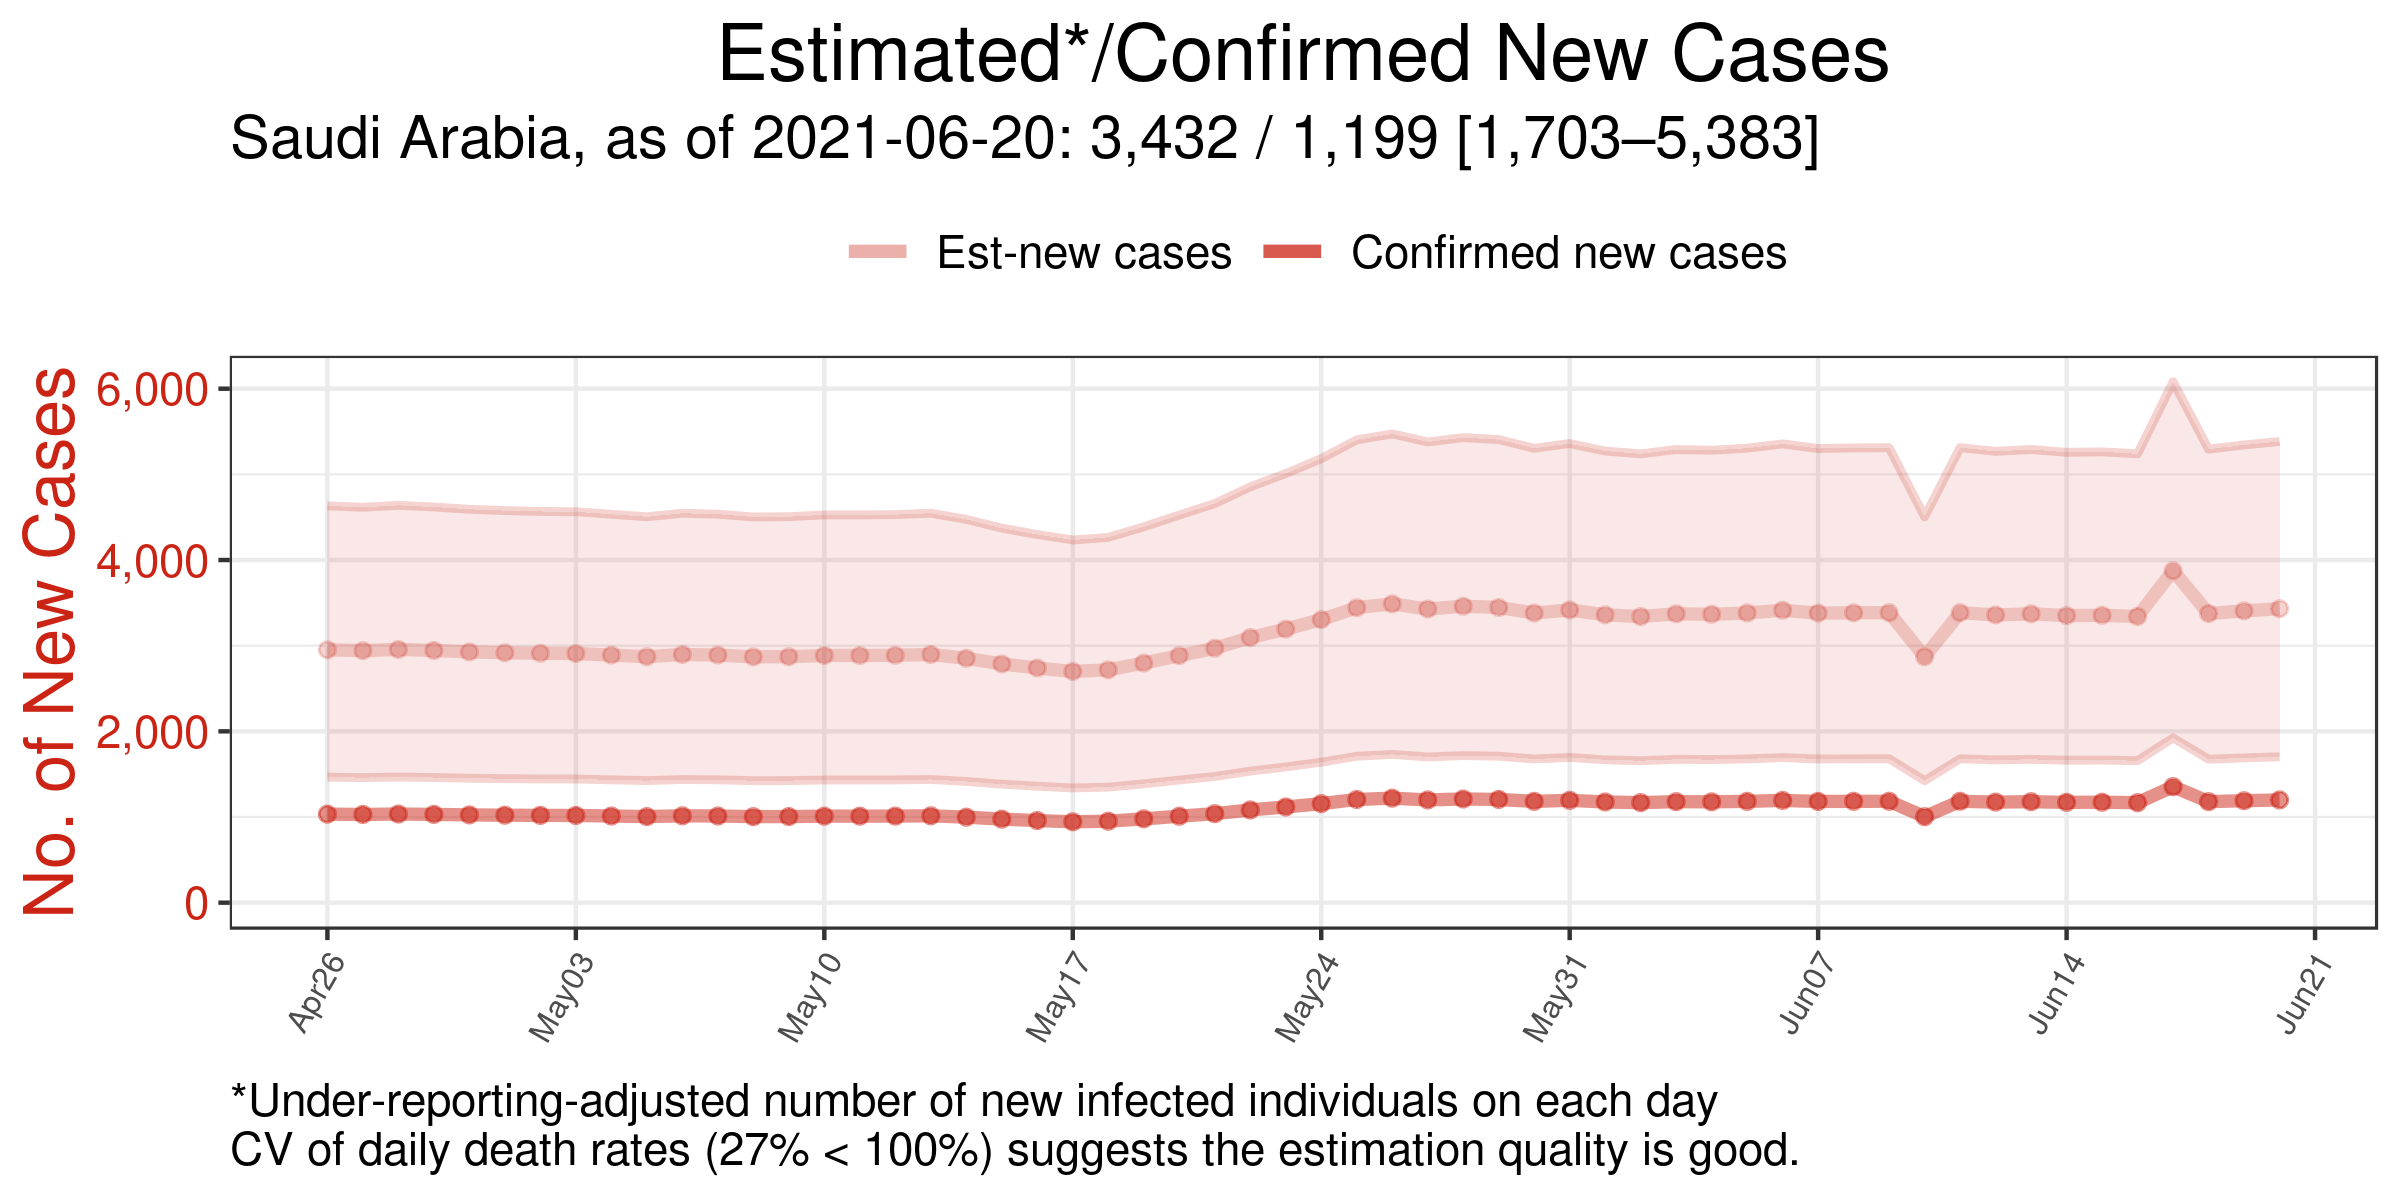 Estimated*/Confirmed New Cases
Saudi Arabia, as of 2021-06-20: 3,432 / 1,199 [1,703–5,383]
Est-new cases
Confirmed new cases
No. of New Cases
6,000
4,000
2,000
0
Apr26
May03
May10
May17
May24
May31
Jun07
Jun14
Jun21
*Under-reporting-adjusted number of new infected individuals on each day
CV of daily death rates (27% < 100%) suggests the estimation quality is good.